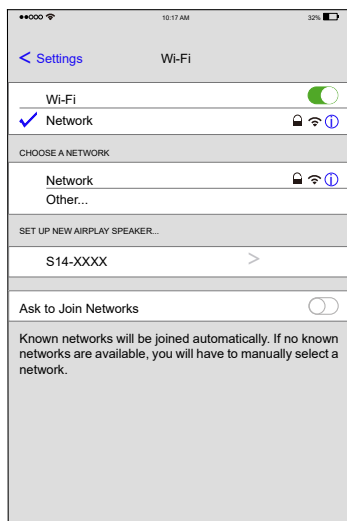 10:17 AM
32%
< Settings
Wi-Fi
Wi-Fi
Network
CHOOSE A NETWORK
Network
Other...
SET UP NEW AIRPLAY SPEAKER...
S14-XXXX >
Ask to Join Networks
Known networks will be joined automatically. If no known
networks are available, you will have to manually select a
network.